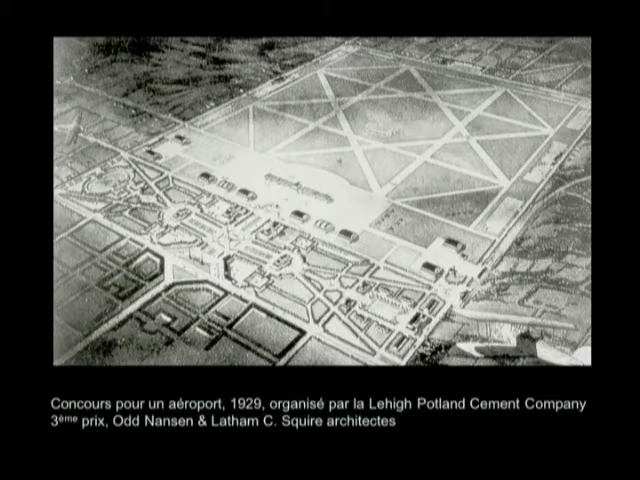 Concours pour un aéroport, 1929, organisé par la Lehigh Potland Cement Company
3ème prix, Odd Nansen & Latham C. Squire architectes